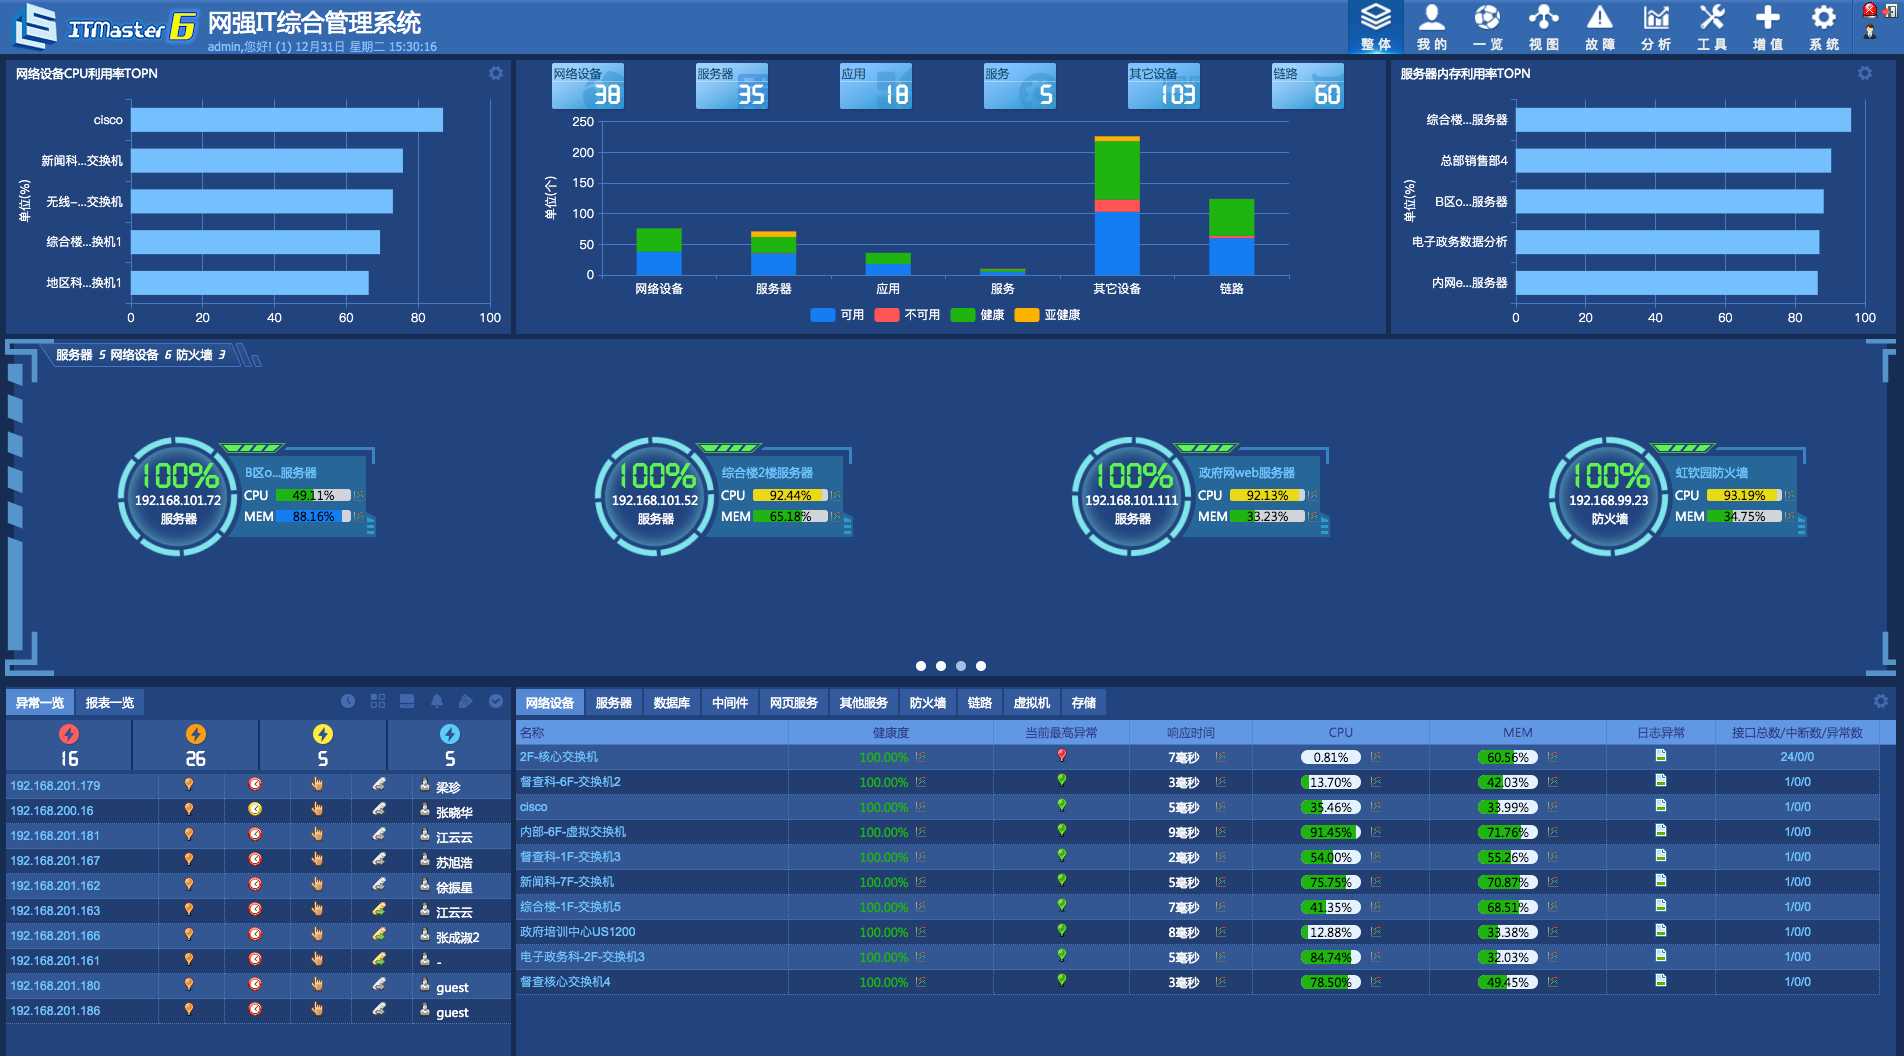 ITMaster 6 网强IT综合管理系统
admin,您好! (1) 12月31日 星期二 15:30:16
整体 我的 一览 视图 故障 分析 工具 增值 系统
网络设备CPU利用率TOPN
单位(%)
cisco
新闻科...交换机
无线-...交换机
综合楼...换机1
地区科...换机1
0 20 40 60 80 100
网络设备 38
服务器 35
应用 18
服务 5
其它设备 103
链路 60
单位(个)
250
200
150
100
50
0
网络设备 服务器 应用 服务 其它设备 链路
可用 不可用 健康 亚健康
服务器内存利用率TOPN
单位(%)
综合楼...服务器
总部销售部4
B区o...服务器
电子政务数据分析
内网e...服务器
0 20 40 60 80 100
服务器 5 网络设备 6 防火墙 3
100%
192.168.101.72
服务器
B区o...服务器
CPU 49.11%
MEM 88.16%
100%
192.168.101.52
服务器
综合楼2楼服务器
CPU 92.44%
MEM 65.18%
100%
192.168.101.111
服务器
政府网web服务器
CPU 92.13%
MEM 33.23%
100%
192.168.99.23
防火墙
虹钦园防火墙
CPU 93.19%
MEM 34.75%
异常一览 报表一览
16 26 5 5
192.168.201.179 梁珍
192.168.200.16 张晓华
192.168.201.181 江云云
192.168.201.167 苏旭浩
192.168.201.162 徐振星
192.168.201.163 江云云
192.168.201.166 张成淑2
192.168.201.161 -
192.168.201.180 guest
192.168.201.186 guest
网络设备 服务器 数据库 中间件 网页服务 其他服务 防火墙 链路 虚拟机 存储
名称 健康度 当前最高异常 响应时间 CPU MEM 日志异常 接口总数/中断数/异常数
2F-核心交换机 100.00% 7毫秒 0.81% 60.56% 24/0/0
督查科-6F-交换机2 100.00% 3毫秒 13.70% 42.03% 1/0/0
cisco 100.00% 5毫秒 35.46% 33.99% 1/0/0
内部-6F-虚拟交换机 100.00% 9毫秒 91.45% 71.76% 1/0/0
督查科-1F-交换机3 100.00% 2毫秒 54.00% 55.26% 1/0/0
新闻科-7F-交换机 100.00% 5毫秒 75.75% 70.87% 1/0/0
综合楼-1F-交换机5 100.00% 7毫秒 41.35% 68.51% 1/0/0
政府培训中心US1200 100.00% 8毫秒 12.88% 33.38% 1/0/0
电子政务科-2F-交换机3 100.00% 5毫秒 84.74% 32.03% 1/0/0
督查核心交换机4 100.00% 3毫秒 78.50% 49.45% 1/0/0